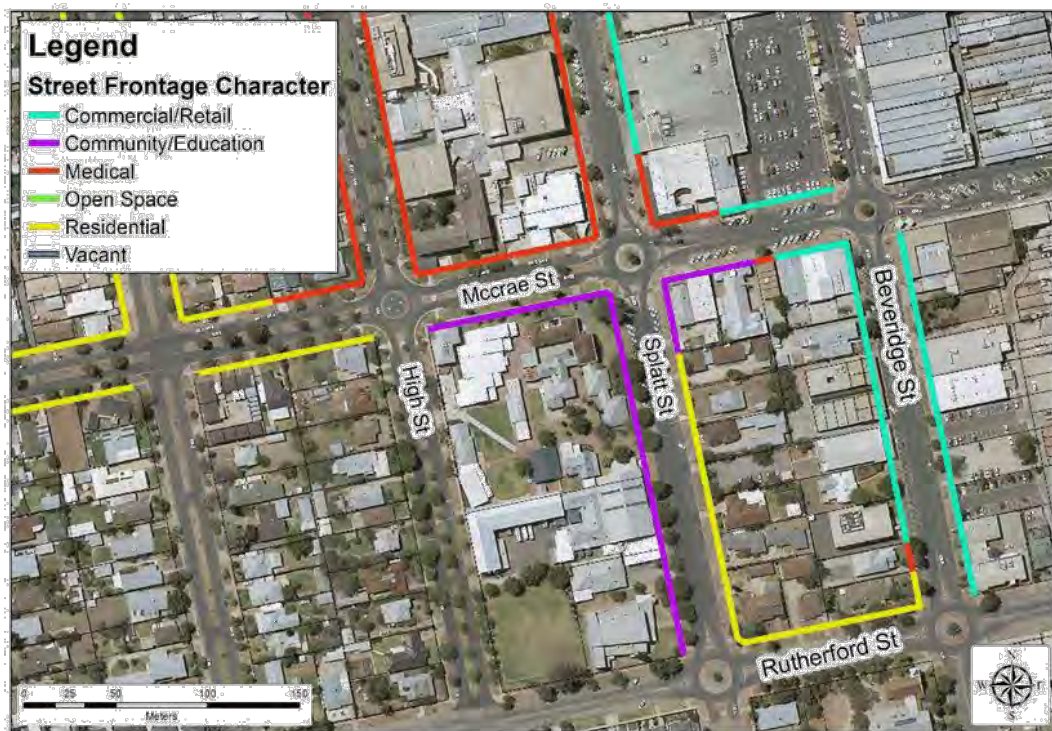 Legend
Street Frontage Character
Commercial/Retail
Community/Education
Medical
Open Space
Residential
Vacant
Mccrae St
High St
Splatt St
Beveridge St
Rutherford St
0 25 50 100 150
Meters
N
W
S